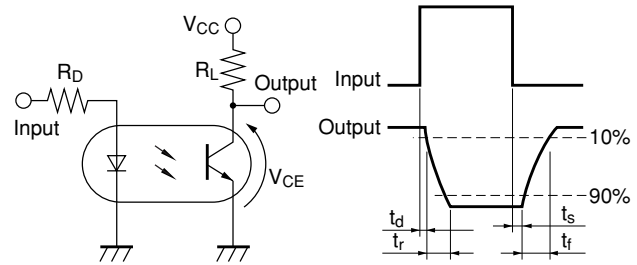 VCC
RD
RL
Output
Input
VCE
Input
Output
10%
90%
td
ts
tr
tf